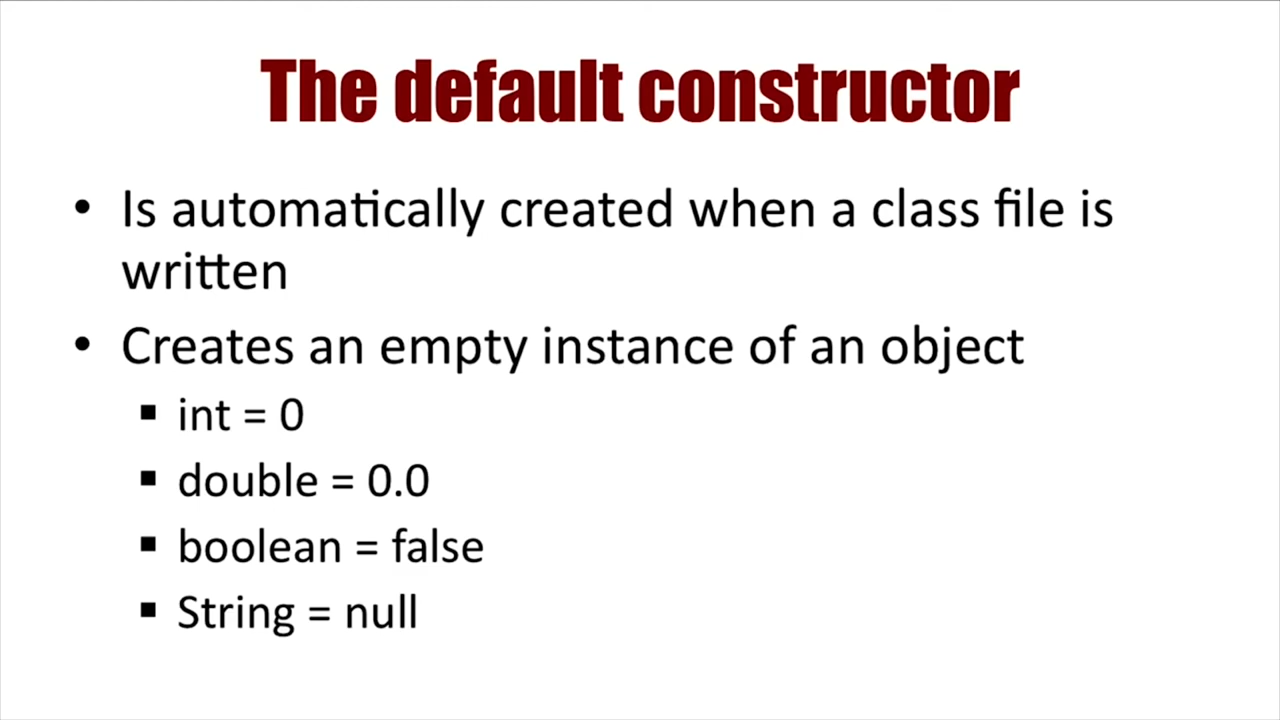 The default constructor
• Is automatically created when a class file is
written
• Creates an empty instance of an object
▪ int = 0
▪ double = 0.0
▪ boolean = false
▪ String = null